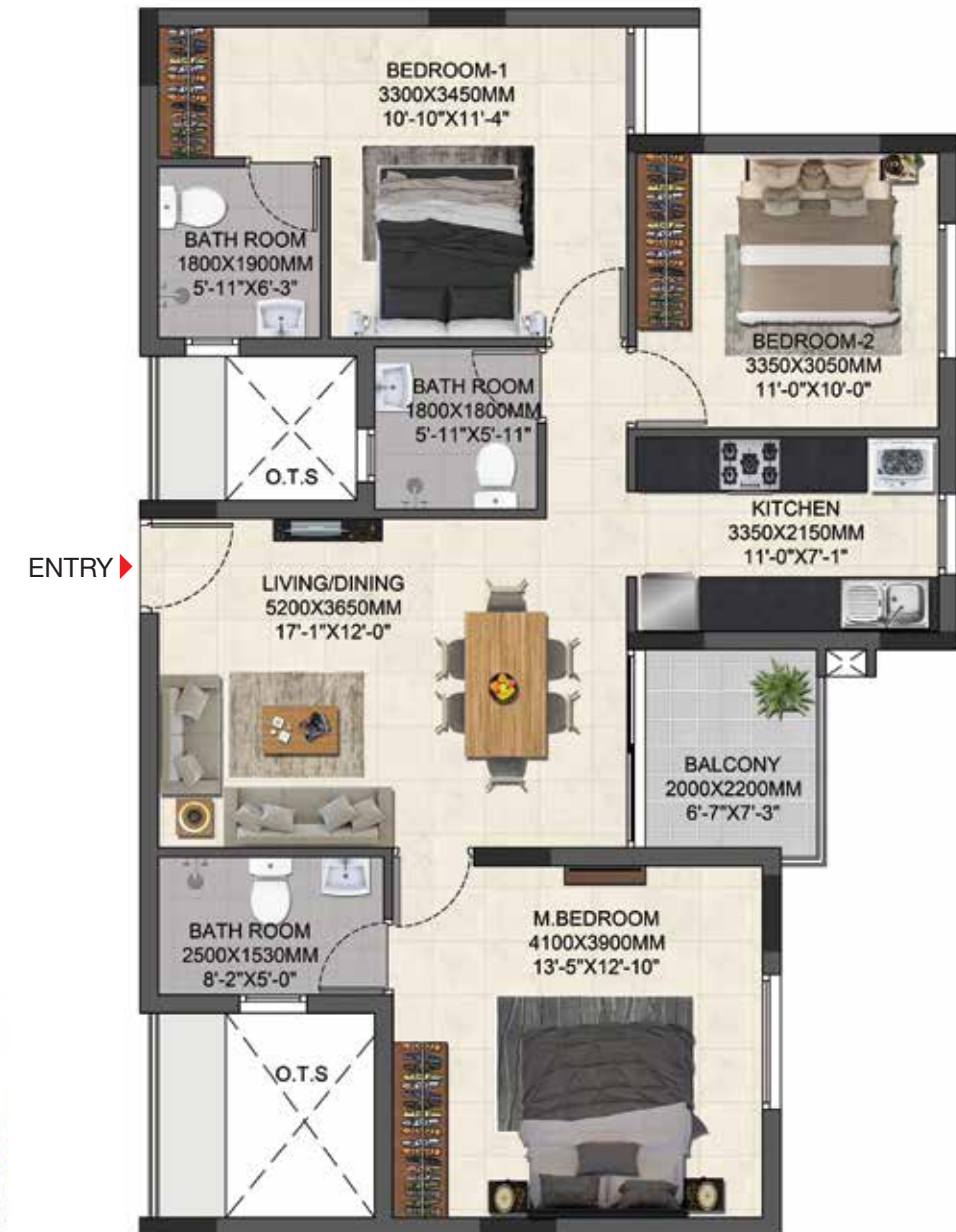 BEDROOM-1
3300X3450MM
10'-10"X11'-4"
BATH ROOM
1800X1900MM
5'-11"X6'-3"
BEDROOM-2
3350X3050MM
11'-0"X10'-0"
BATH ROOM
1800X1800MM
5'-11"X5'-11"
O.T.S
KITCHEN
3350X2150MM
11'-0"X7'-1"
ENTRY
LIVING/DINING
5200X3650MM
17'-1"X12'-0"
BALCONY
2000X2200MM
6'-7"X7'-3"
BATH ROOM
2500X1530MM
8'-2"X5'-0"
M.BEDROOM
4100X3900MM
13'-5"X12'-10"
O.T.S